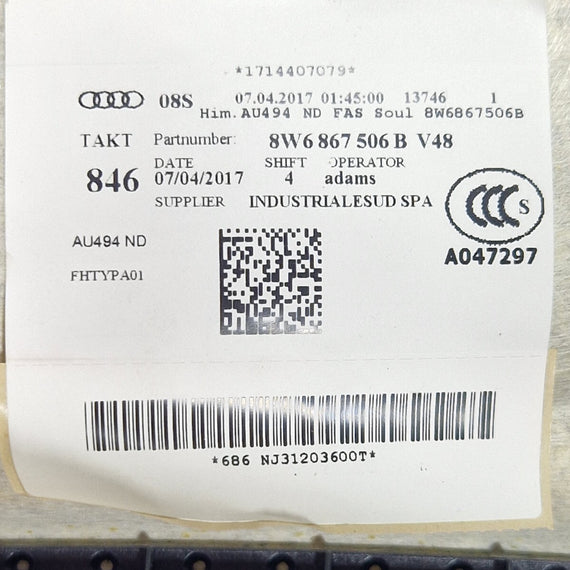 *1714407079*
08S 07.04.2017 01:45:00 13746 1
Him.AU494 ND FAS Soul 8W6867506B
TAKT Partnumber: 8W6 867 506 B V48
DATE SHIFT OPERATOR
846 07/04/2017 4 adams
SUPPLIER INDUSTRIALESUD SPA
CCC S
A047297
AU494 ND
FHTYPA01
*686 NJ31203600T*